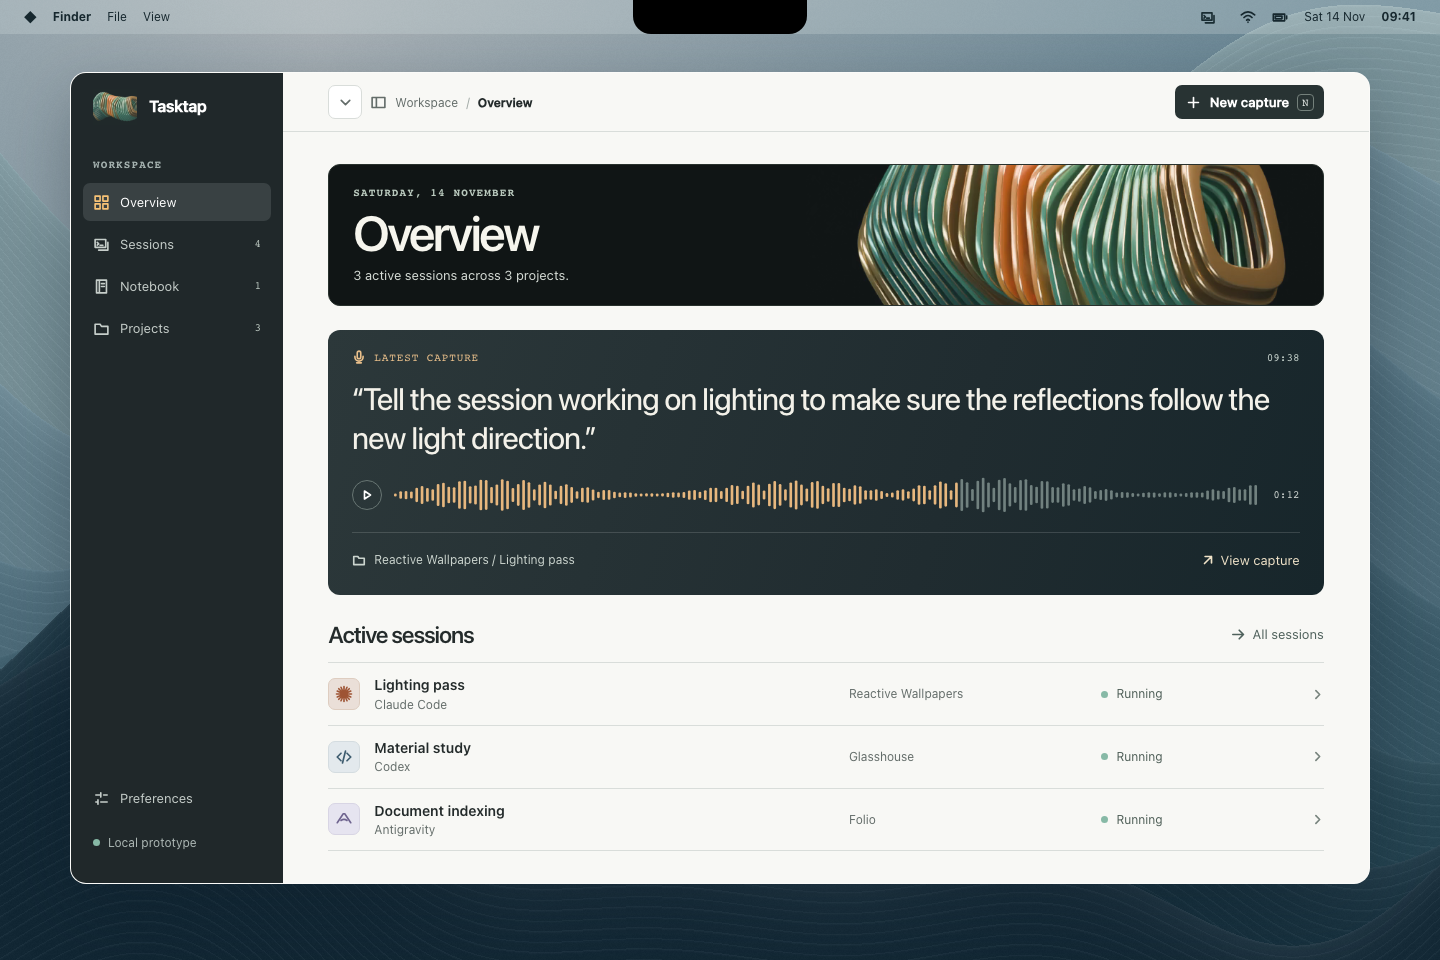 Finder File View
Sat 14 Nov 09:41
Tasktap
WORKSPACE
Overview
Sessions 4
Notebook 1
Projects 3
Preferences
Local prototype
Workspace / Overview
New capture N
SATURDAY, 14 NOVEMBER
Overview
3 active sessions across 3 projects.
LATEST CAPTURE 09:38
“Tell the session working on lighting to make sure the reflections follow the
new light direction.”
0:12
Reactive Wallpapers / Lighting pass
View capture
Active sessions
All sessions
Lighting pass
Claude Code
Reactive Wallpapers
Running
Material study
Codex
Glasshouse
Running
Document indexing
Antigravity
Folio
Running